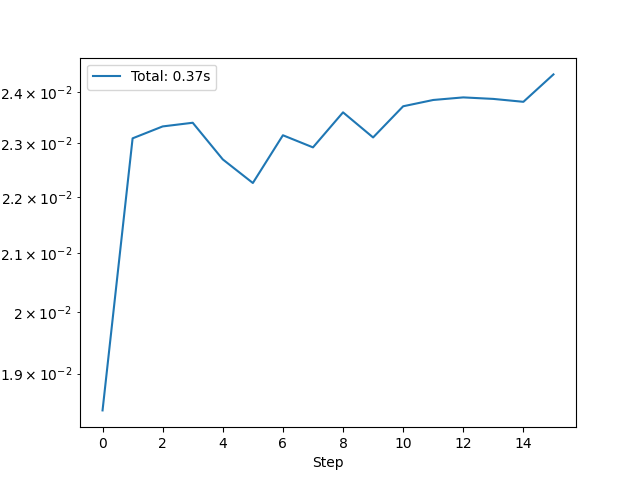 Total: 0.37s
2.4 × 10⁻²
2.3 × 10⁻²
2.2 × 10⁻²
2.1 × 10⁻²
2 × 10⁻²
1.9 × 10⁻²
0 2 4 6 8 10 12 14
Step